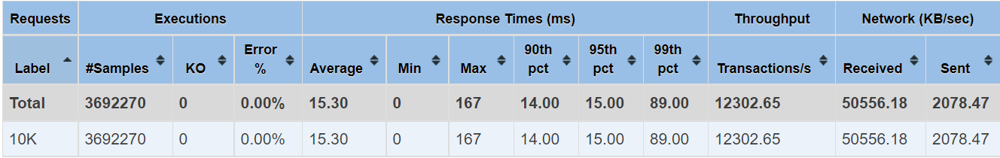 Requests Executions Response Times (ms) Throughput Network (KB/sec)
Label #Samples KO Error % Average Min Max 90th pct 95th pct 99th pct Transactions/s Received Sent
Total 3692270 0 0.00% 15.30 0 167 14.00 15.00 89.00 12302.65 50556.18 2078.47
10K 3692270 0 0.00% 15.30 0 167 14.00 15.00 89.00 12302.65 50556.18 2078.47